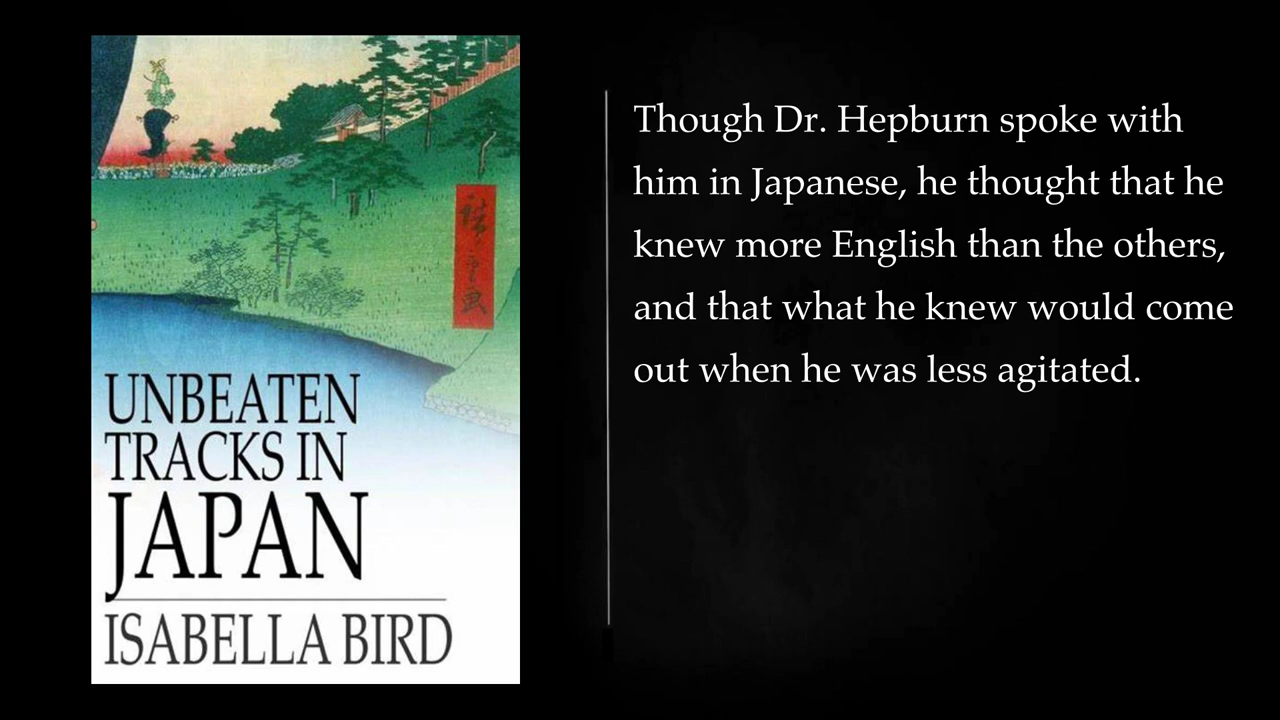 UNBEATEN
TRACKS IN
JAPAN
ISABELLA BIRD
Though Dr. Hepburn spoke with
him in Japanese, he thought that he
knew more English than the others,
and that what he knew would come
out when he was less agitated.